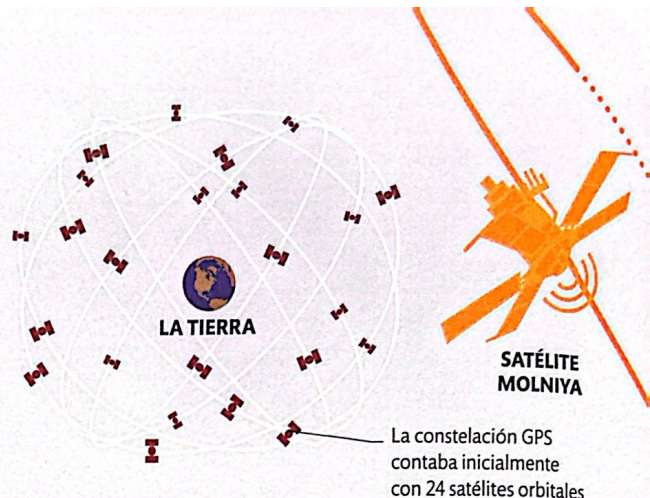 LA TIERRA
SATÉLITE
MOLNIYA
La constelación GPS
contaba inicialmente
con 24 satélites orbitales